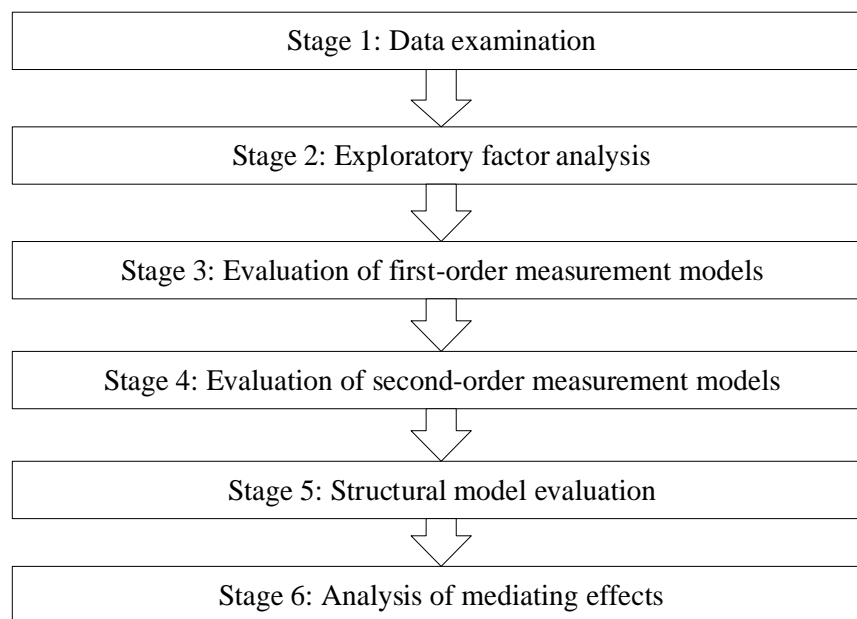 Stage 1: Data examination
Stage 2: Exploratory factor analysis
Stage 3: Evaluation of first-order measurement models
Stage 4: Evaluation of second-order measurement models
Stage 5: Structural model evaluation
Stage 6: Analysis of mediating effects